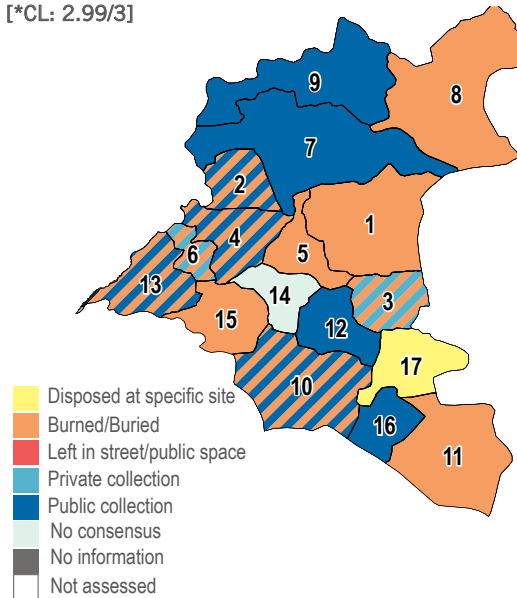 [*CL: 2.99/3]
9
8
7
2
1
4
5
6
13
14
3
15
12
17
10
16
11
Disposed at specific site
Burned/Buried
Left in street/public space
Private collection
Public collection
No consensus
No information
Not assessed